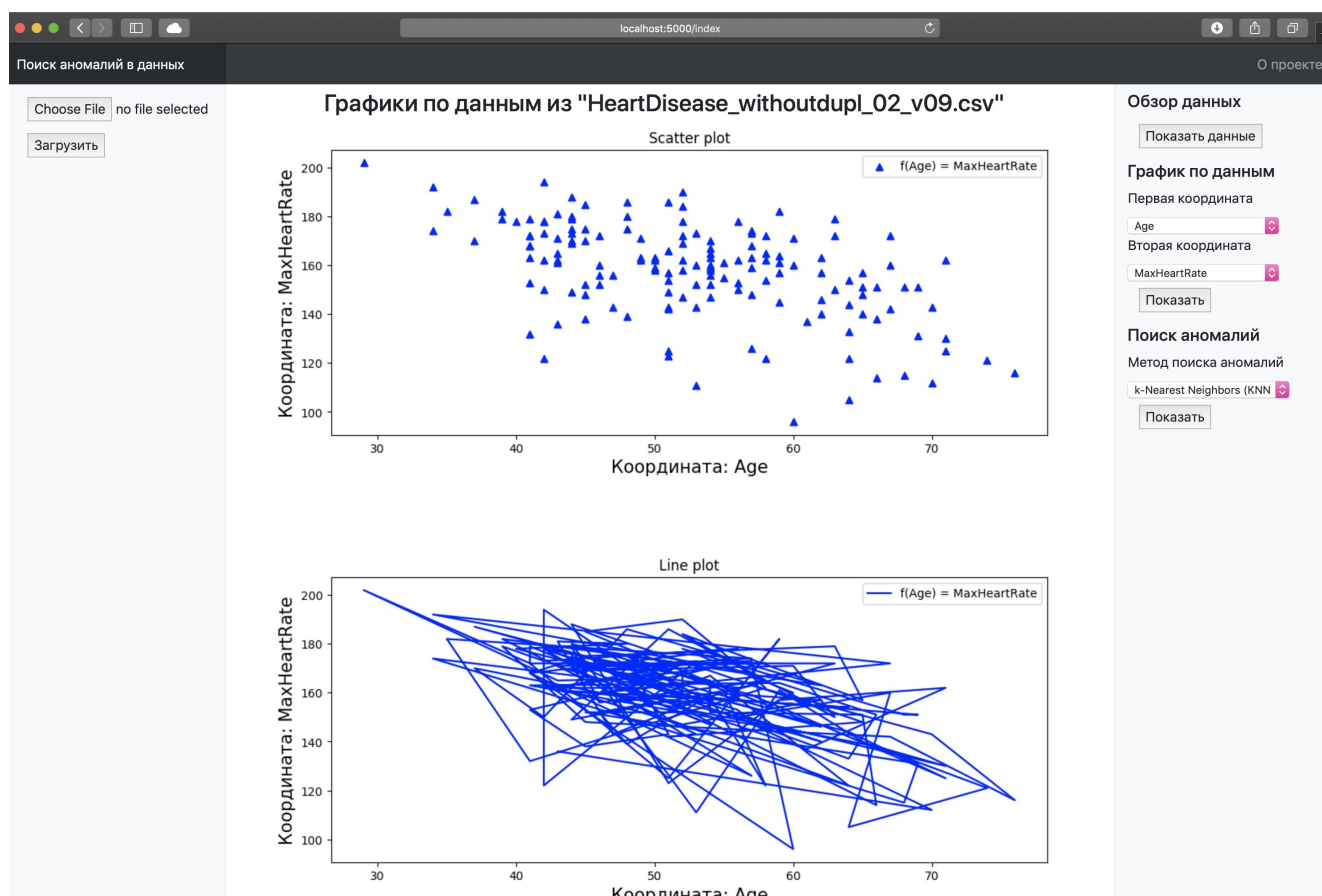 localhost:5000/index
Поиск аномалий в данных
О проекте
Choose File no file selected
Загрузить
Графики по данным из "HeartDisease_withoutdupl_02_v09.csv"
Scatter plot
f(Age) = MaxHeartRate
Координата: MaxHeartRate
200
180
160
140
120
100
30 40 50 60 70
Координата: Age
Line plot
f(Age) = MaxHeartRate
Координата: MaxHeartRate
200
180
160
140
120
100
30 40 50 60 70
Координата: Age
Обзор данных
Показать данные
График по данным
Первая координата
Age
Вторая координата
MaxHeartRate
Показать
Поиск аномалий
Метод поиска аномалий
k-Nearest Neighbors (KNN
Показать